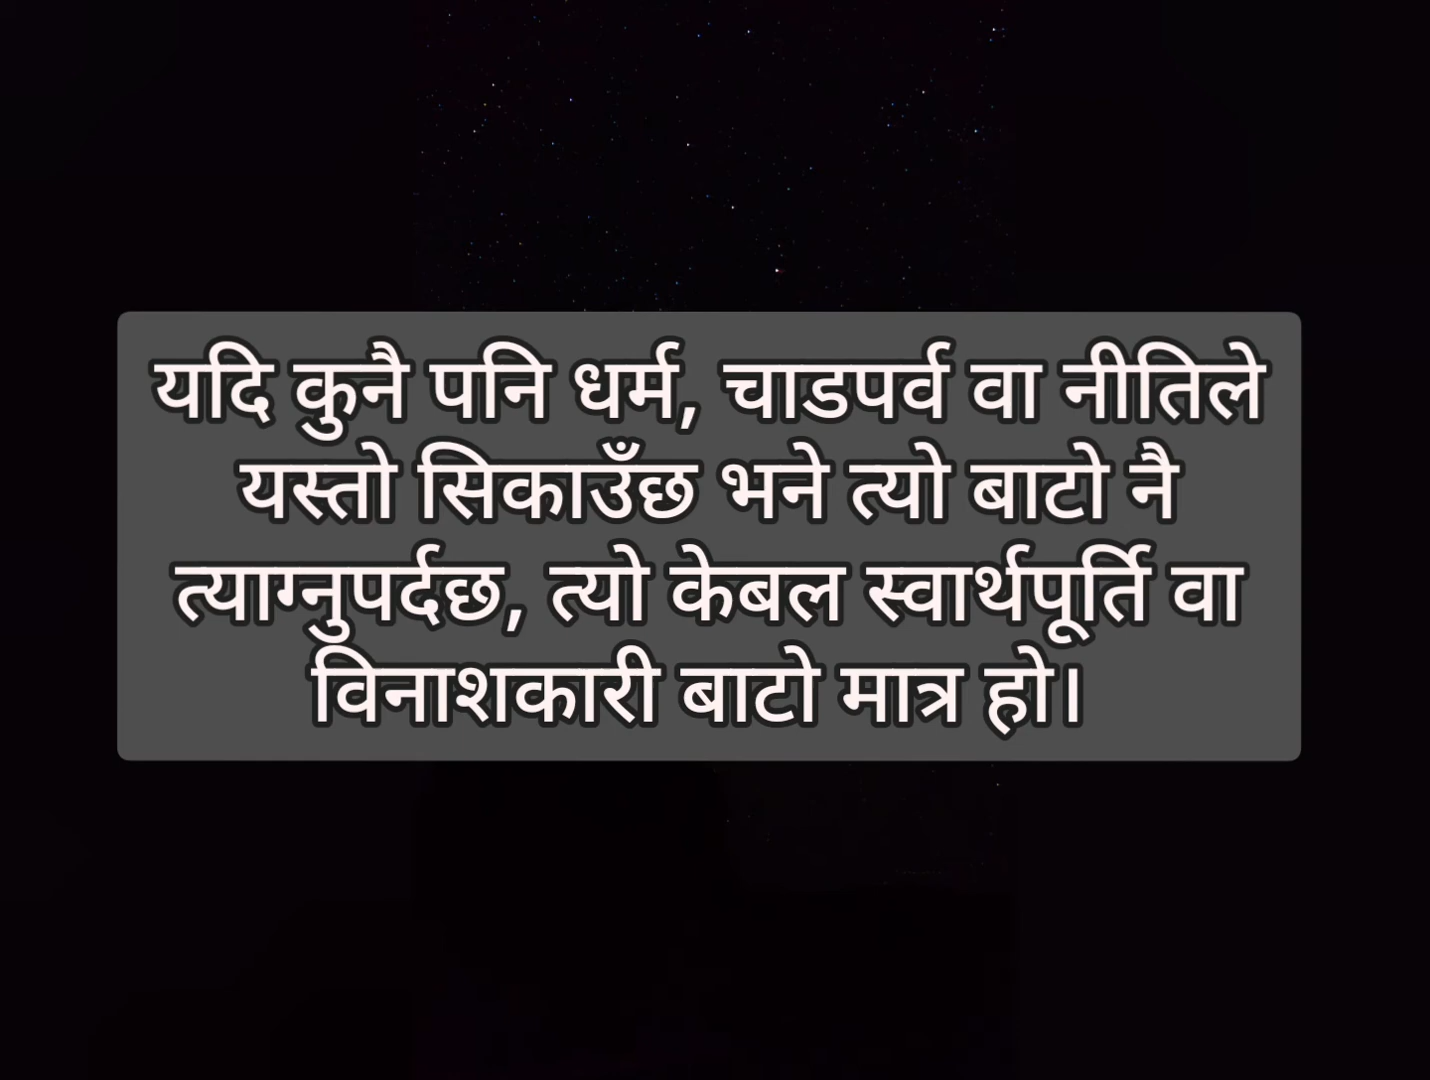 यदि कुनै पनि धर्म, चाडपर्व वा नीतिले
यस्तो सिकाउँछ भने त्यो बाटो नै
त्याग्नुपर्दछ, त्यो केबल स्वार्थपूर्ति वा
विनाशकारी बाटो मात्र हो।